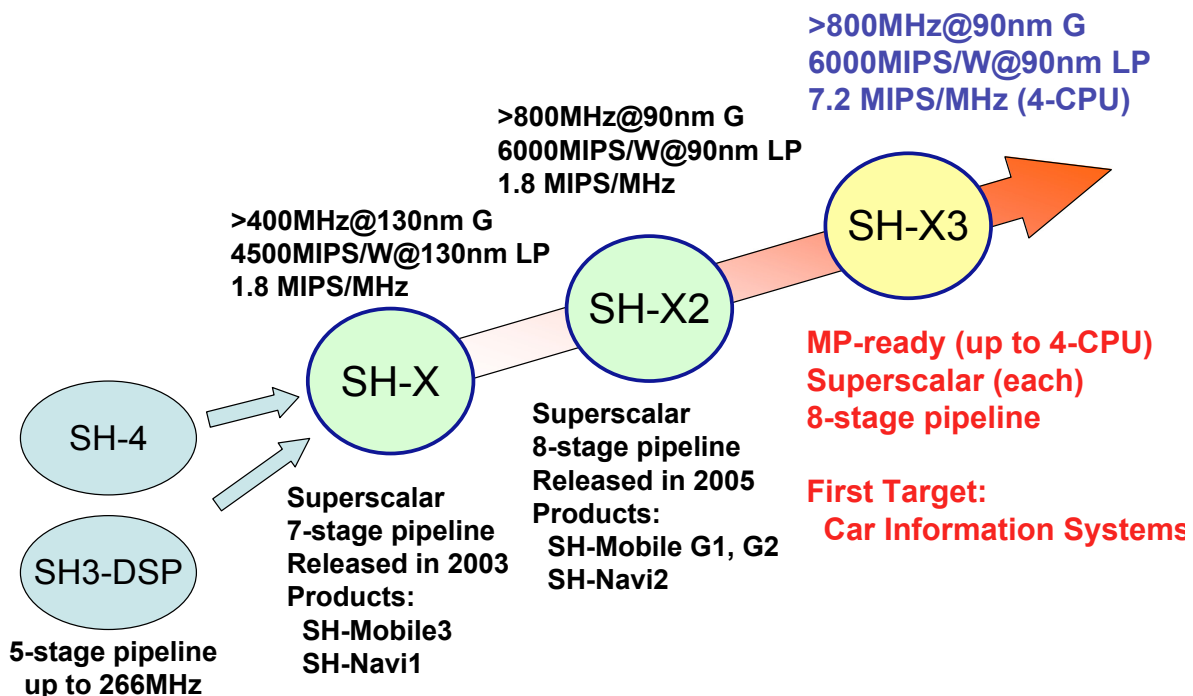 >800MHz@90nm G
6000MIPS/W@90nm LP
7.2 MIPS/MHz (4-CPU)
>800MHz@90nm G
6000MIPS/W@90nm LP
1.8 MIPS/MHz
>400MHz@130nm G
4500MIPS/W@130nm LP
1.8 MIPS/MHz
SH-X3
SH-X2
SH-X
SH-4
SH3-DSP
5-stage pipeline
up to 266MHz
Superscalar
7-stage pipeline
Released in 2003
Products:
SH-Mobile3
SH-Navi1
Superscalar
8-stage pipeline
Released in 2005
Products:
SH-Mobile G1, G2
SH-Navi2
MP-ready (up to 4-CPU)
Superscalar (each)
8-stage pipeline
First Target:
Car Information Systems